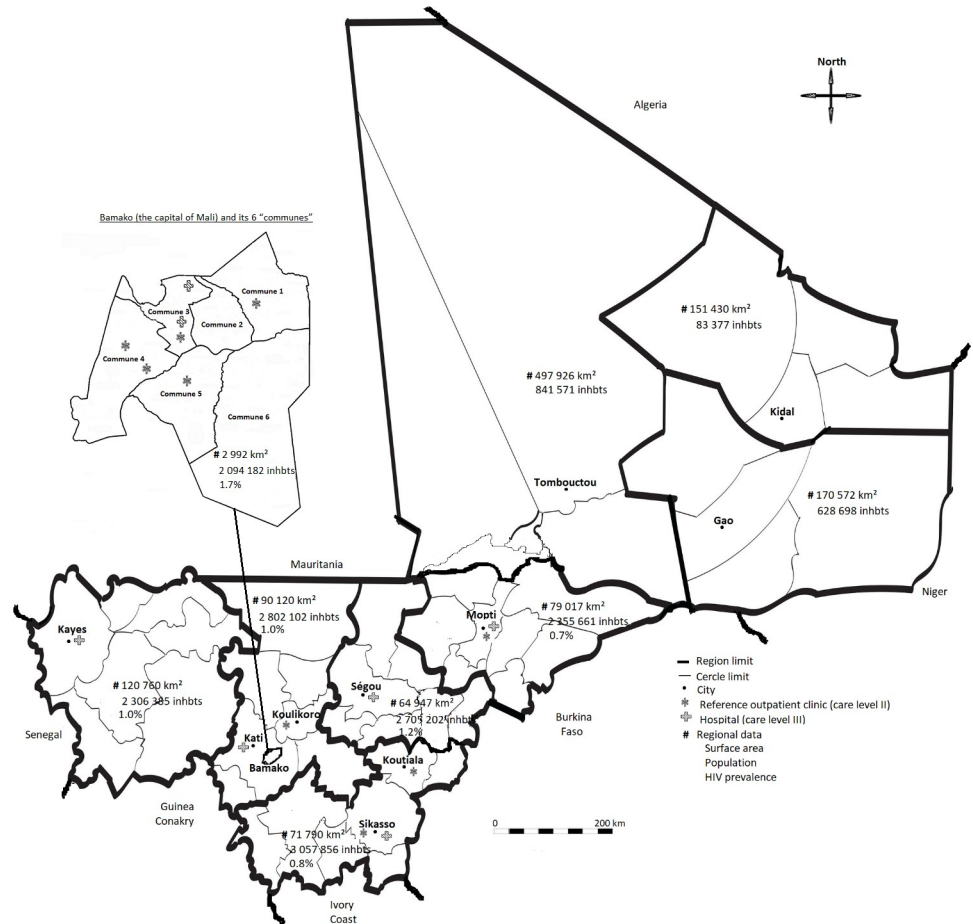 North
Algeria
Bamako (the capital of Mali) and its 6 "communes"
Commune 1
Commune 3
Commune 2
Commune 4
Commune 5
Commune 6
# 2 992 km²
2 094 182 inhbts
1.7%
# 151 430 km²
83 377 inhbts
# 497 926 km²
841 571 inhbts
Kidal
Tombouctou
# 170 572 km²
628 698 inhbts
Gao
Mauritania
Niger
# 90 120 km²
2 802 102 inhbts
1.0%
Mopti
# 79 017 km²
2 355 661 inhbts
0.7%
Kayes
# 120 760 km²
2 306 385 inhbts
1.0%
Ségou
# 64 947 km²
2 705 202 inhbts
1.2%
Koulikoro
Kati
Bamako
Koutiala
Senegal
Burkina
Faso
Guinea
Conakry
Sikasso
# 71 790 km²
3 057 856 inhbts
0.8%
Ivory
Coast
Region limit
Cercle limit
City
Reference outpatient clinic (care level II)
Hospital (care level III)
# Regional data
Surface area
Population
HIV prevalence
0 200 km